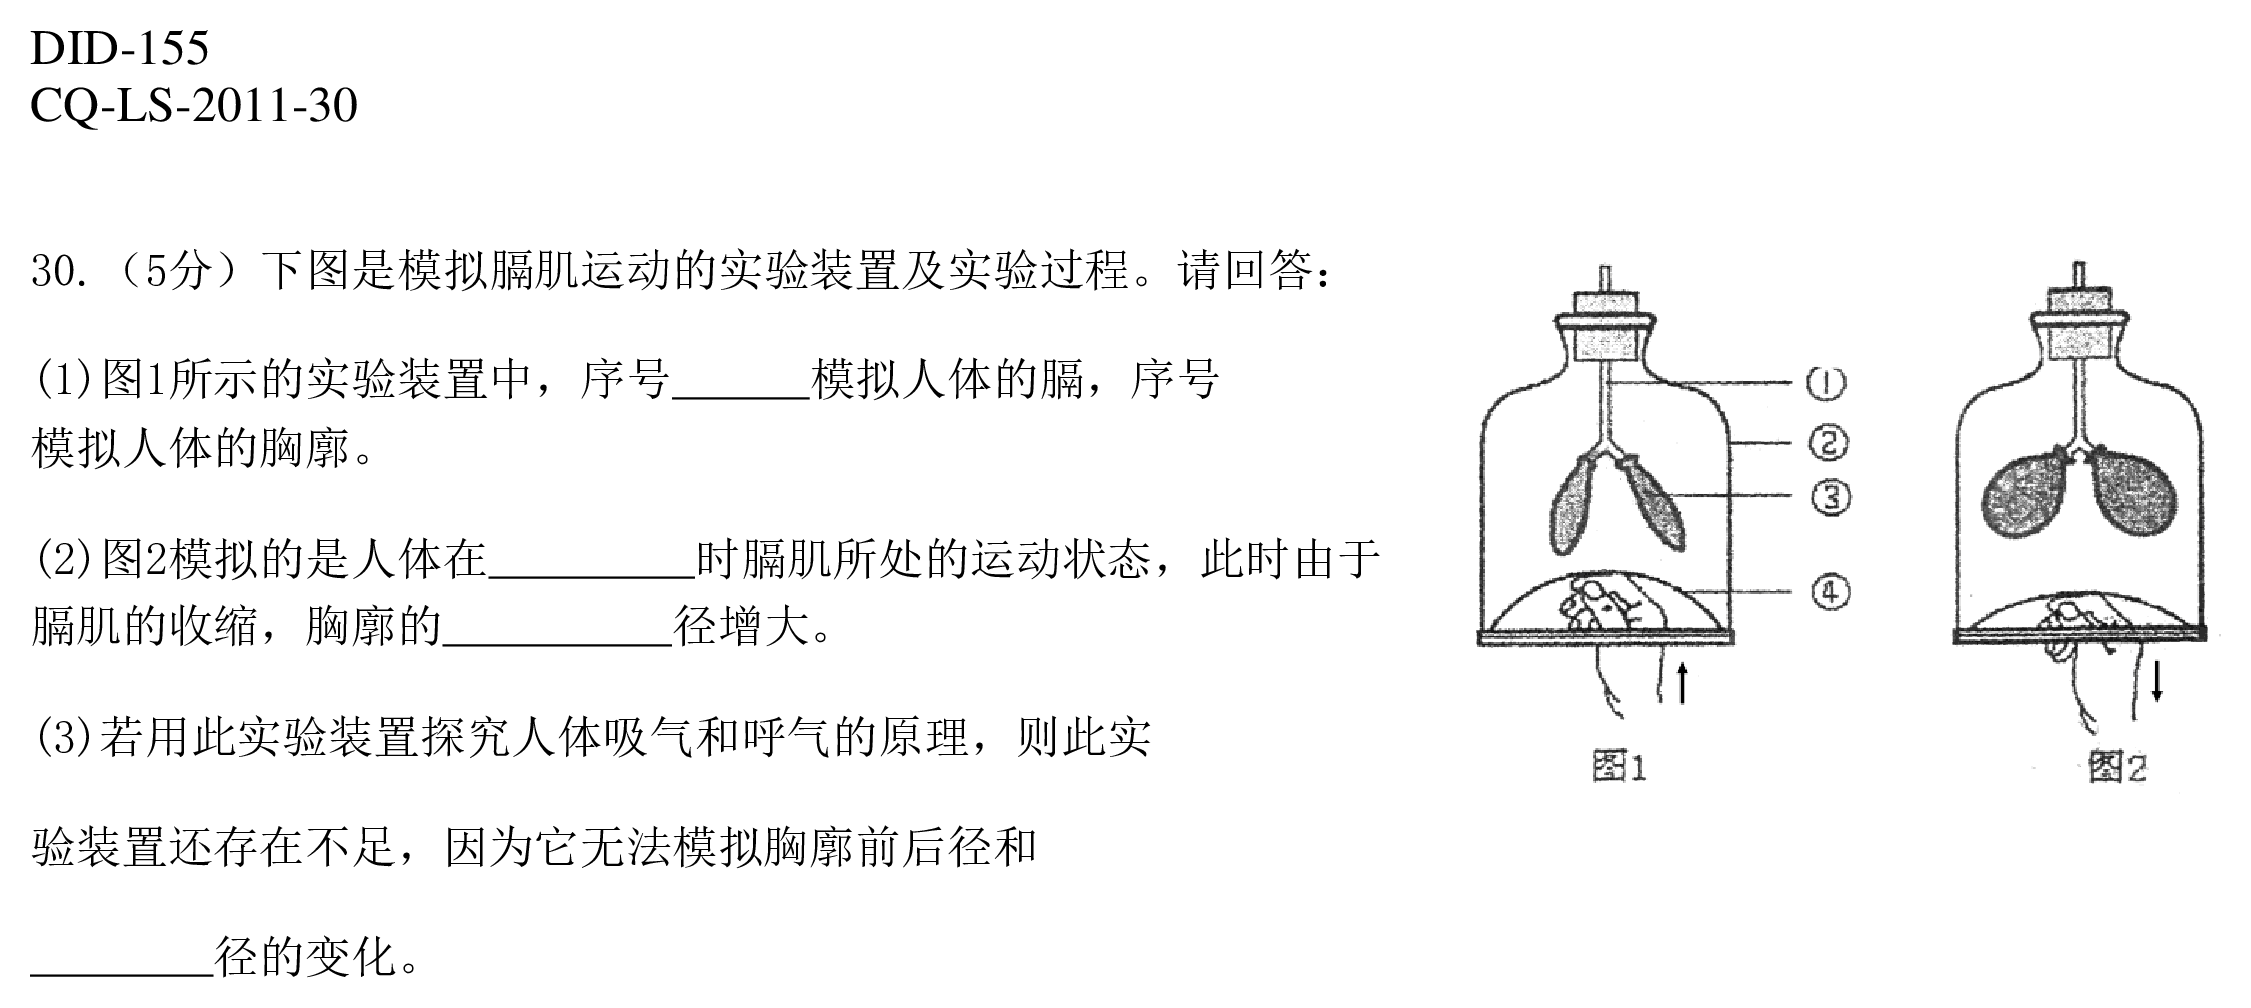 DID-155
CQ-LS-2011-30
30.（5分）下图是模拟膈肌运动的实验装置及实验过程。请回答：
(1)图1所示的实验装置中，序号______模拟人体的膈，序号
模拟人体的胸廓。
(2)图2模拟的是人体在_________时膈肌所处的运动状态，此时由于
膈肌的收缩，胸廓的__________径增大。
(3)若用此实验装置探究人体吸气和呼气的原理，则此实
验装置还存在不足，因为它无法模拟胸廓前后径和
________径的变化。
①
②
③
④
图1
图2